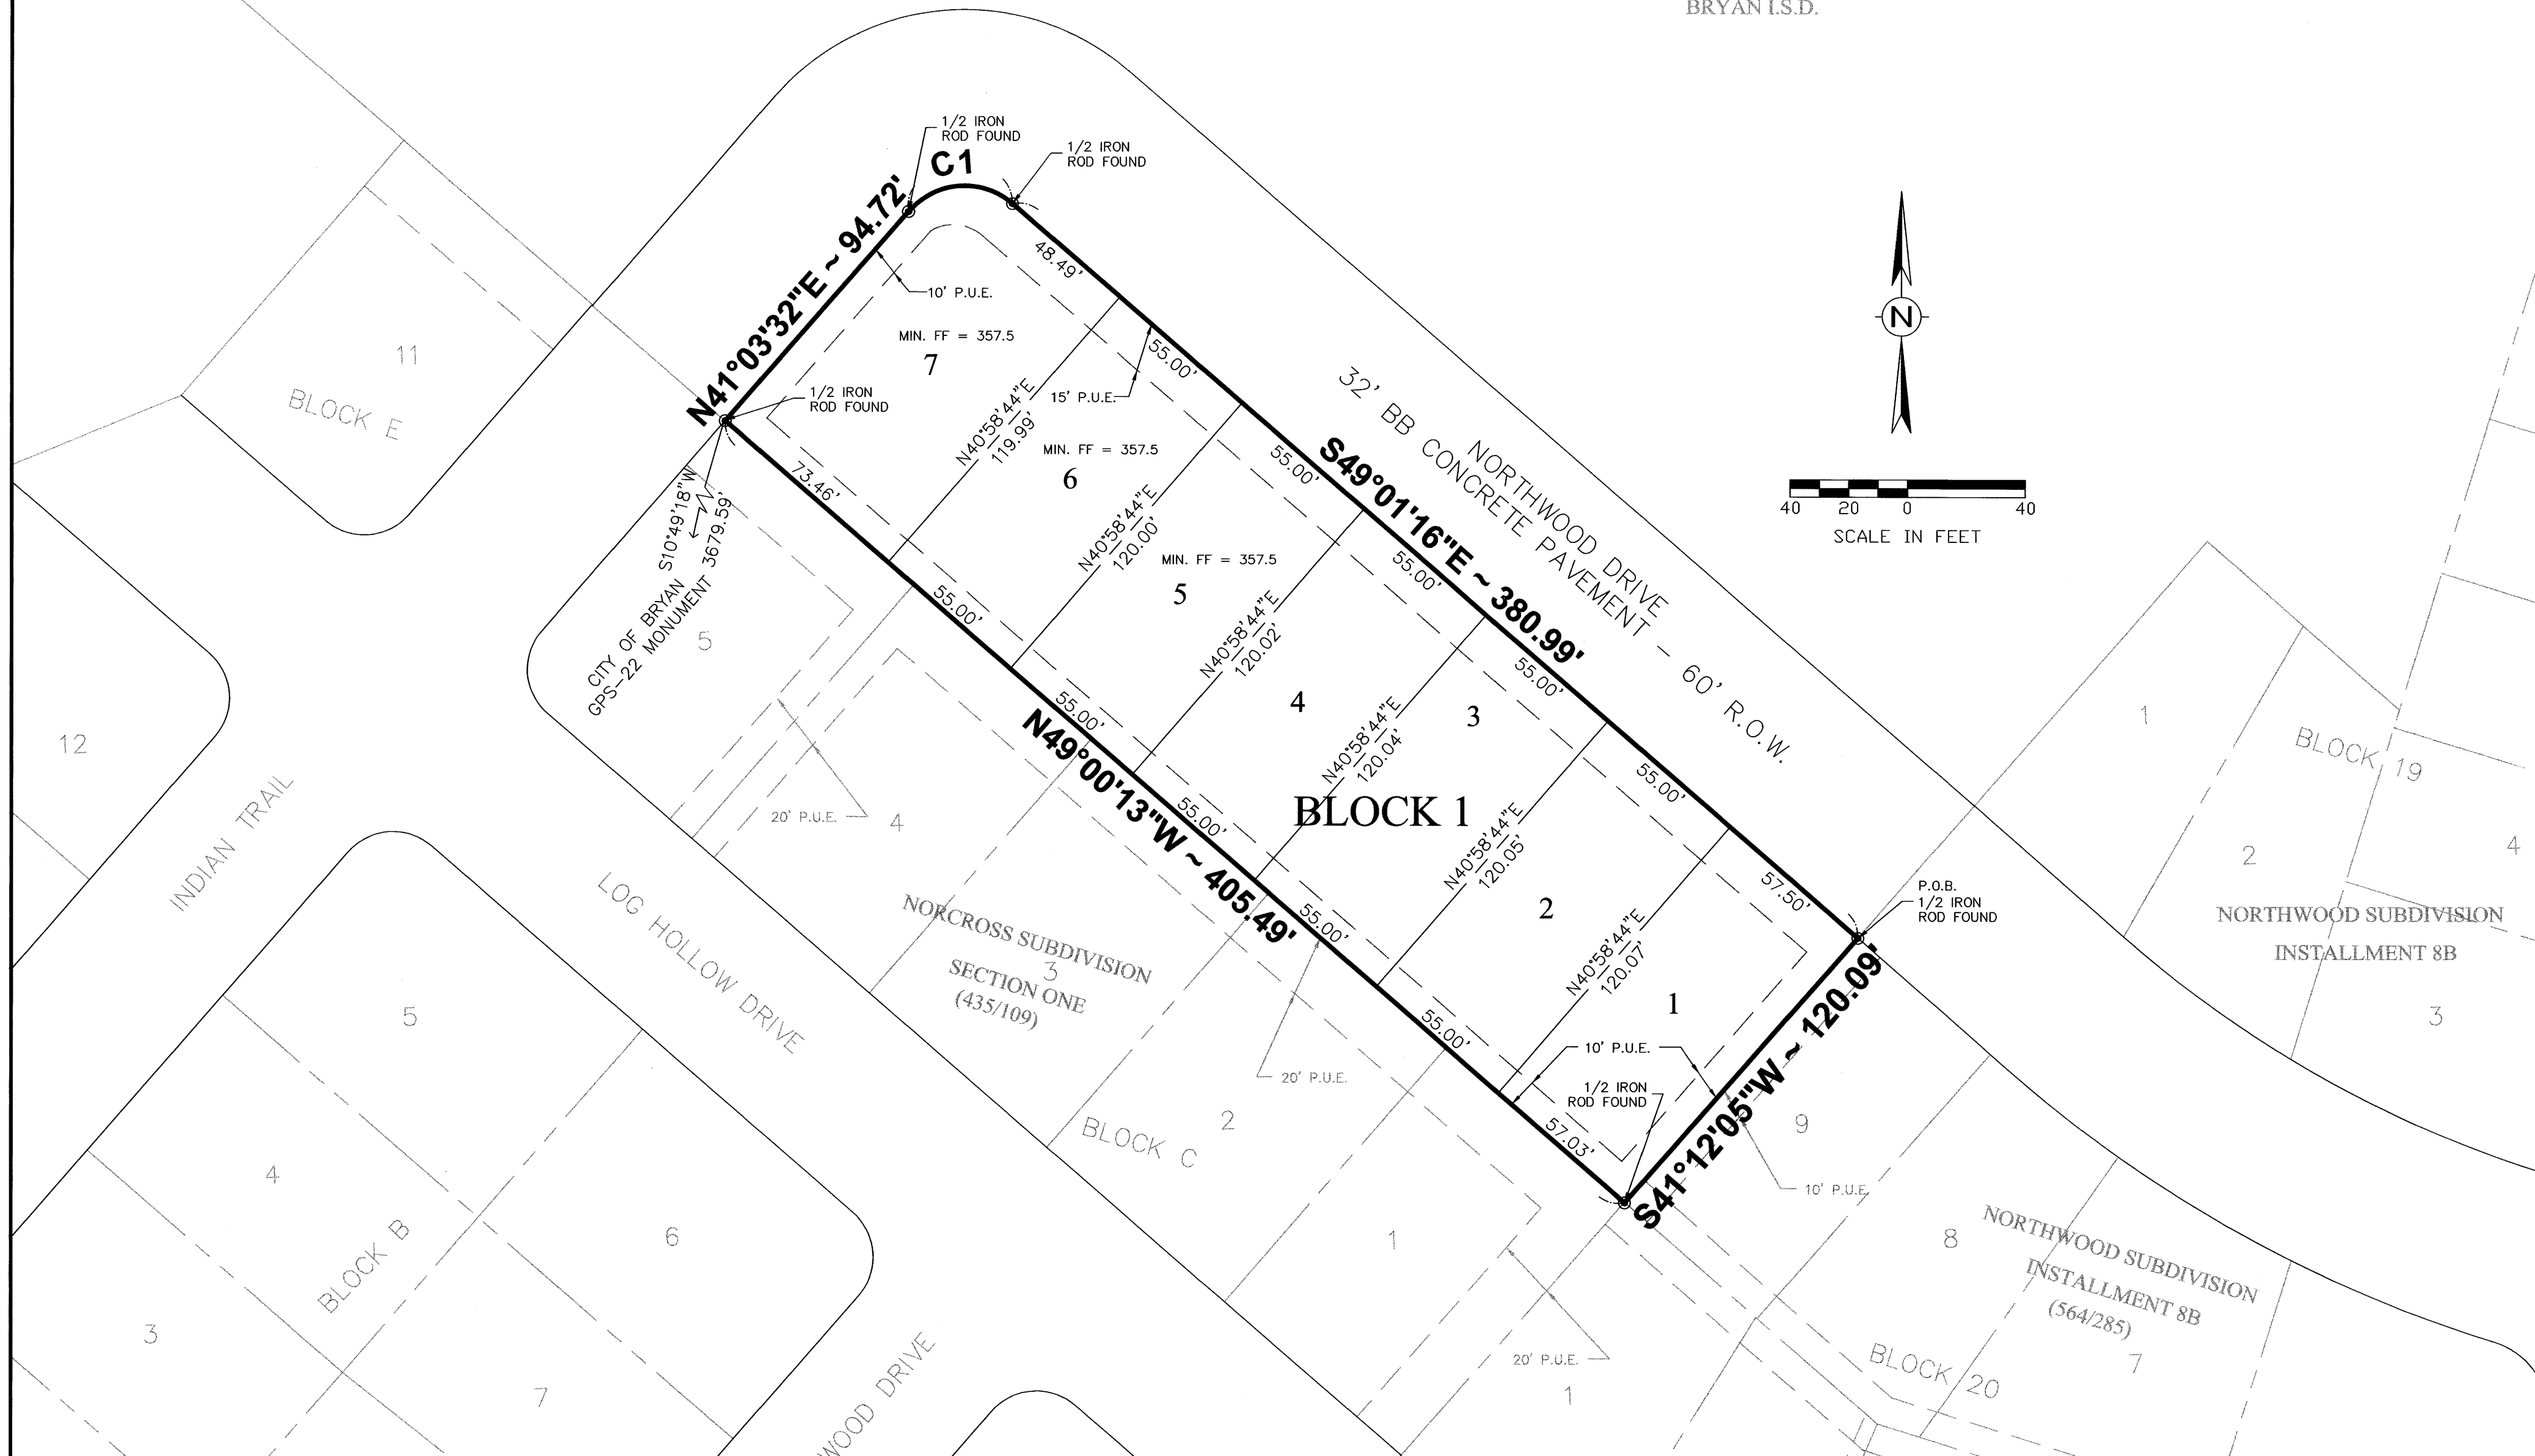 BRYAN I.S.D.
1/2 IRON
ROD FOUND
C1
1/2 IRON
ROD FOUND
N41°03'32"E ~ 94.72'
48.49'
10' P.U.E.
MIN. FF = 357.5
7
1/2 IRON
ROD FOUND
11
BLOCK E
N
40 20 0 40
SCALE IN FEET
55.00'
15' P.U.E.
N40°58'44"E
119.99'
MIN. FF = 357.5
6
32' BB CONCRETE PAVEMENT - 60' R.O.W.
NORTHWOOD DRIVE
S49°01'16"E ~ 380.99'
55.00'
73.46'
S10°49'18"W
3679.59'
CITY OF BRYAN
GPS-22 MONUMENT
N40°58'44"E
120.00'
MIN. FF = 357.5
5
55.00'
55.00'
5
N40°58'44"E
120.02'
4
55.00'
3
N40°58'44"E
120.04'
55.00'
N49°00'13"W ~ 405.49'
BLOCK 1
55.00'
55.00'
12
INDIAN TRAIL
20' P.U.E.
4
1
BLOCK 19
2
4
NORTHWOOD SUBDIVISION
INSTALLMENT 8B
3
57.50'
P.O.B.
1/2 IRON
ROD FOUND
N40°58'44"E
120.05'
2
55.00'
LOG HOLLOW DRIVE
NORCROSS SUBDIVISION
3
SECTION ONE
(435/109)
N40°58'44"E
120.07'
1
S41°12'05"W ~ 120.09'
55.00'
10' P.U.E.
1/2 IRON
ROD FOUND
57.03'
20' P.U.E.
5
BLOCK C
2
9
10' P.U.E.
4
BLOCK B
6
1
8
NORTHWOOD SUBDIVISION
INSTALLMENT 8B
(564/285)
3
7
WOOD DRIVE
20' P.U.E.
1
BLOCK 20
7